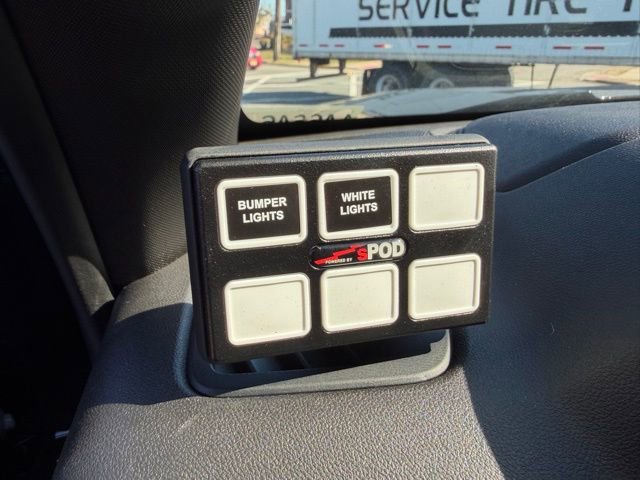 SERVICE TIRE
BUMPER
LIGHTS
WHITE
LIGHTS
POWERED BY sPOD